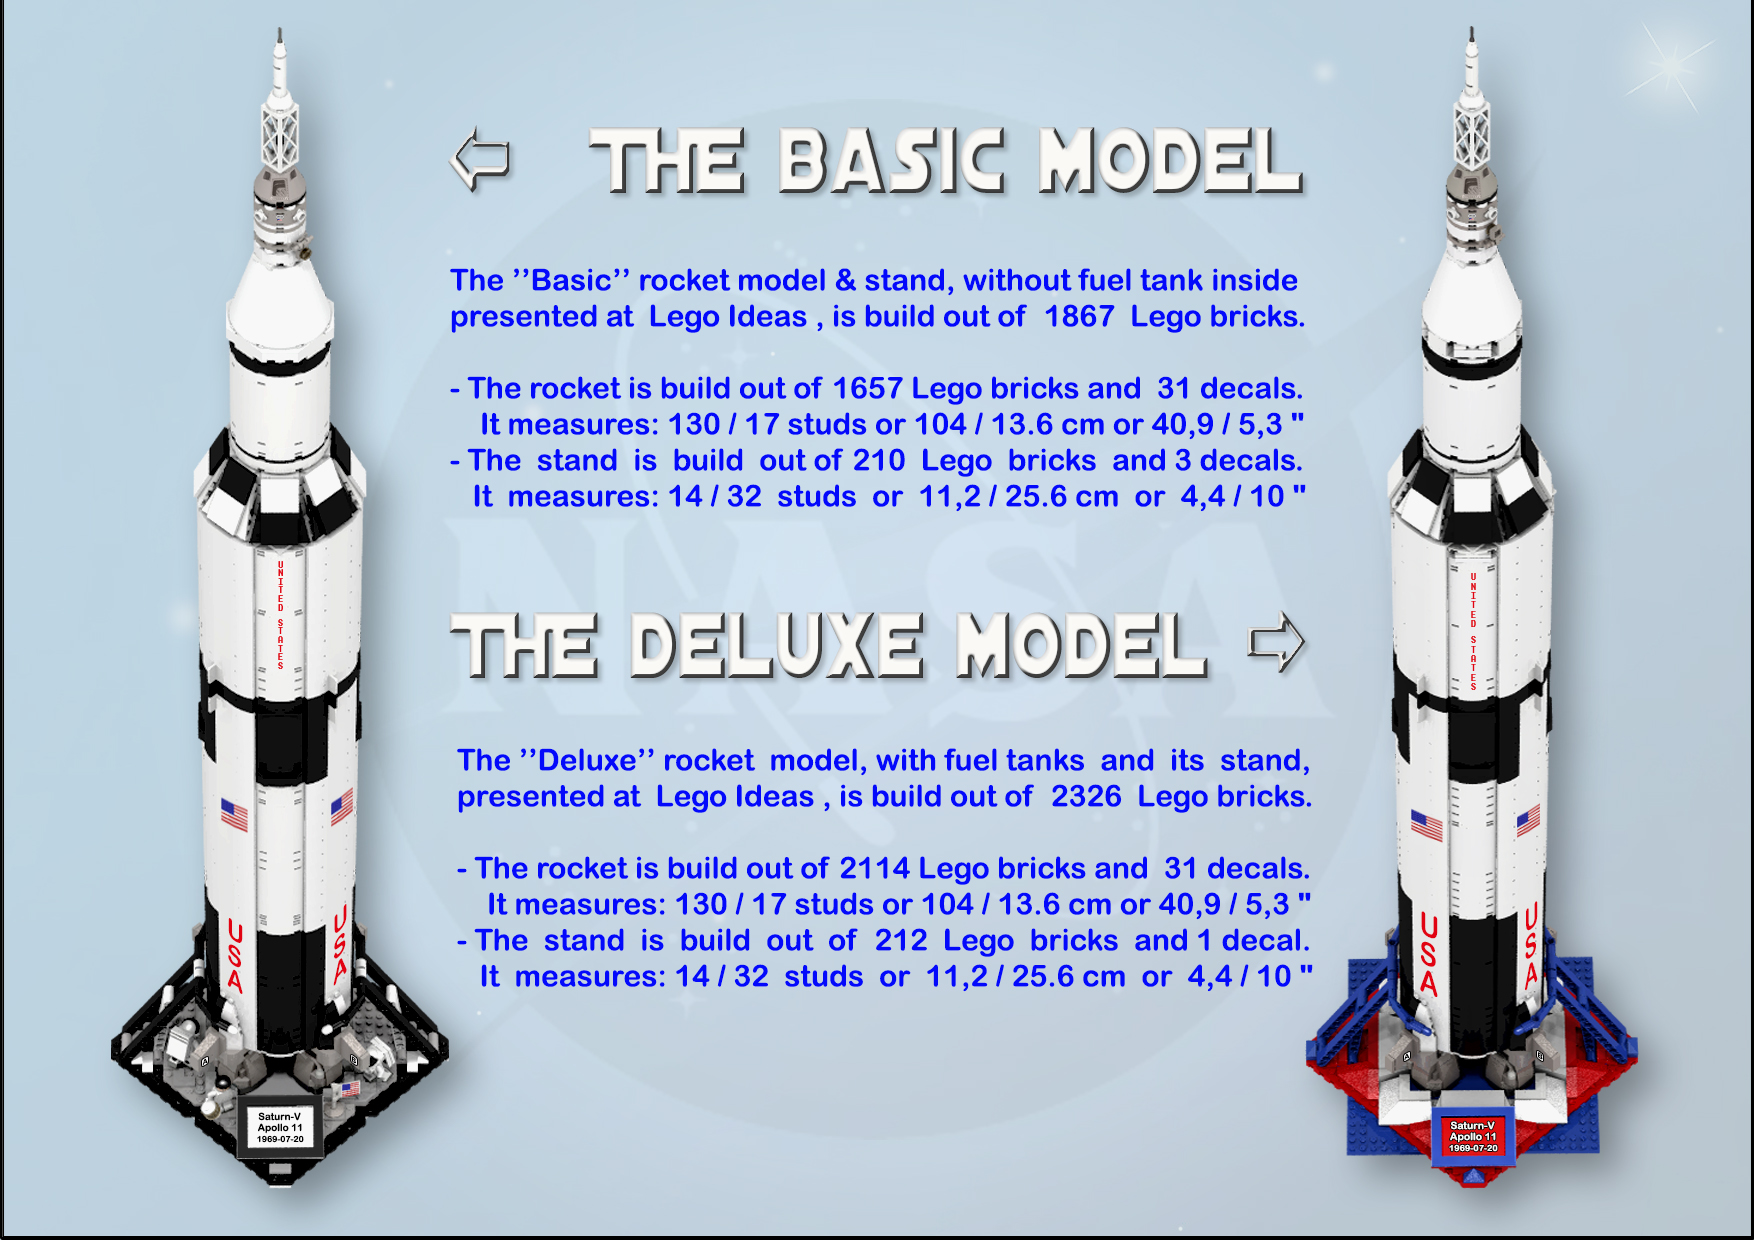 THE BASIC MODEL
The ’’Basic’’ rocket model & stand, without fuel tank inside
presented at Lego Ideas , is build out of 1867 Lego bricks.
- The rocket is build out of 1657 Lego bricks and 31 decals.
It measures: 130 / 17 studs or 104 / 13.6 cm or 40,9 / 5,3 "
- The stand is build out of 210 Lego bricks and 3 decals.
It measures: 14 / 32 studs or 11,2 / 25.6 cm or 4,4 / 10 "
NASA
THE DELUXE MODEL
The ’’Deluxe’’ rocket model, with fuel tanks and its stand,
presented at Lego Ideas , is build out of 2326 Lego bricks.
- The rocket is build out of 2114 Lego bricks and 31 decals.
It measures: 130 / 17 studs or 104 / 13.6 cm or 40,9 / 5,3 "
- The stand is build out of 212 Lego bricks and 1 decal.
It measures: 14 / 32 studs or 11,2 / 25.6 cm or 4,4 / 10 "
UNITED STATES
USA
USA
Saturn-V
Apollo 11
1969-07-20
UNITED STATES
USA
USA
Saturn-V
Apollo 11
1969-07-20